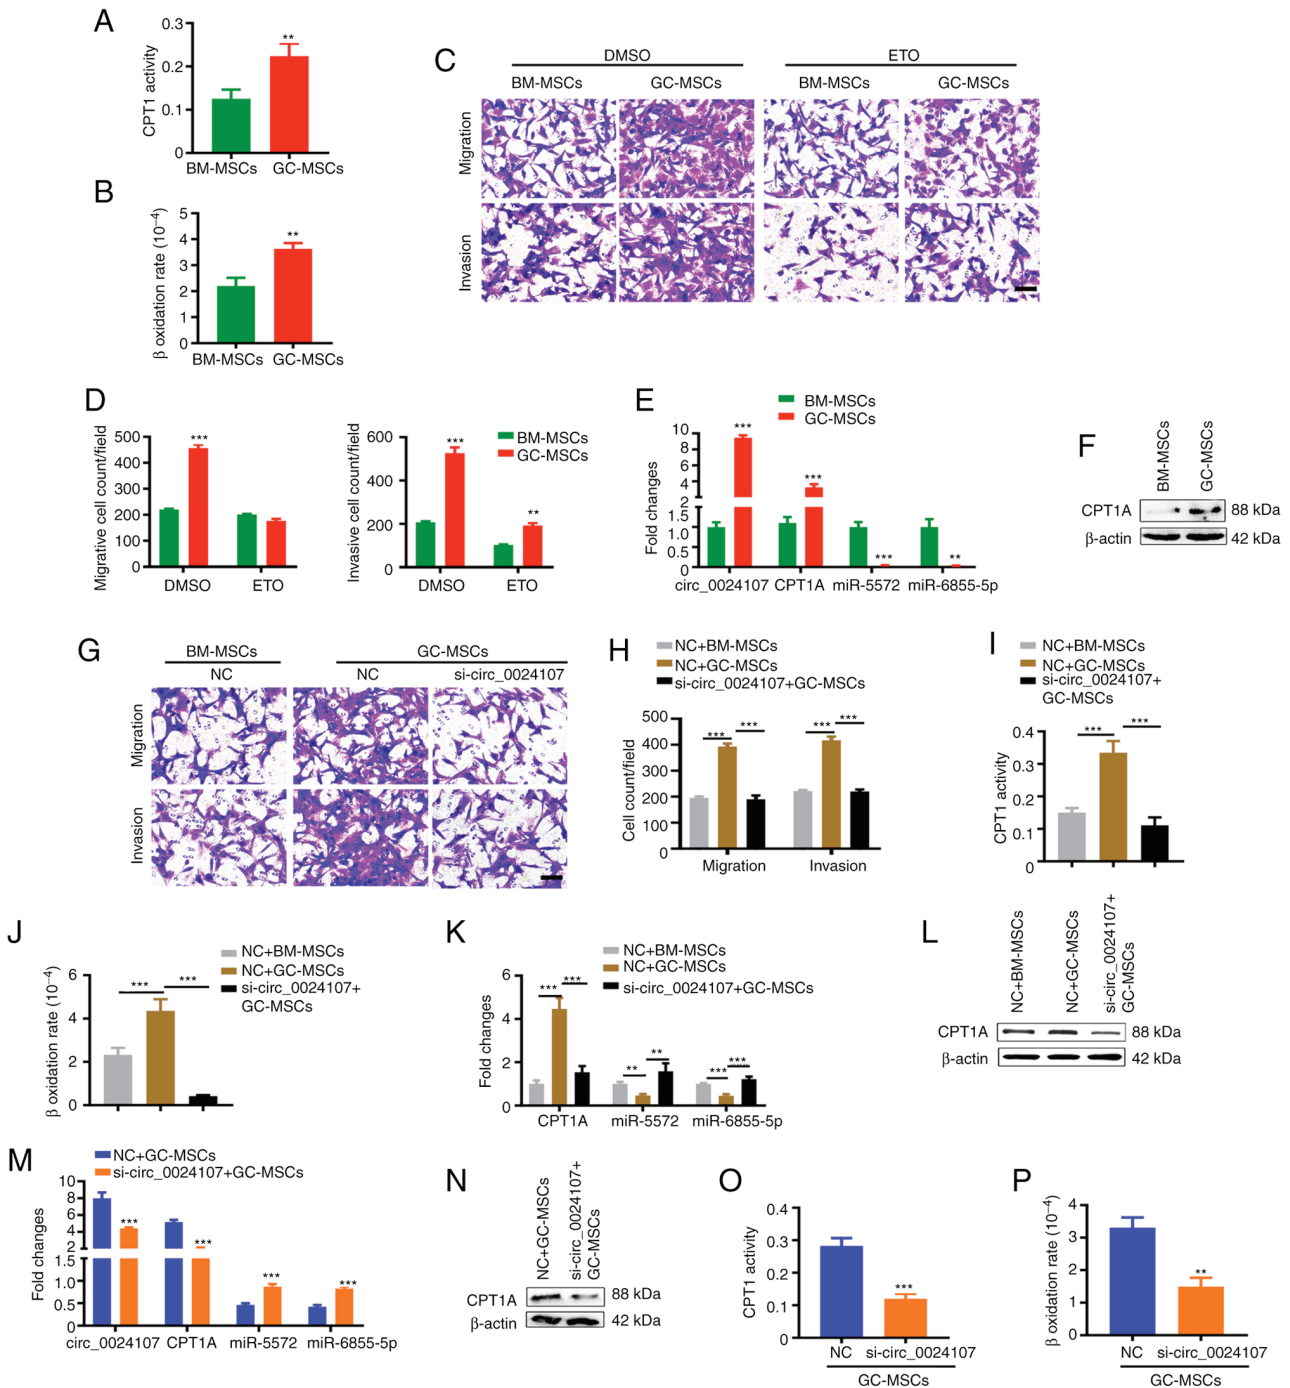 A
CPT1 activity
0.3
0.2
0.1
0
**
BM-MSCs GC-MSCs
B
β oxidation rate (10⁻⁴)
5
4
3
2
1
0
**
BM-MSCs GC-MSCs
C
DMSO ETO
BM-MSCs GC-MSCs BM-MSCs GC-MSCs
Migration
Invasion
D
Migrative cell count/field
500
400
300
200
100
0
***
DMSO ETO
Invasive cell count/field
600
400
200
0
***
**
DMSO ETO
BM-MSCs
GC-MSCs
E
BM-MSCs
GC-MSCs
Fold changes
10
8
6
4
2
1.5
1.0
0.5
0
***
***
***
**
circ_0024107 CPT1A miR-5572 miR-6855-5p
F
BM-MSCs
GC-MSCs
CPT1A 88 kDa
β-actin 42 kDa
G
BM-MSCs GC-MSCs
NC NC si-circ_0024107
Migration
Invasion
H
NC+BM-MSCs
NC+GC-MSCs
si-circ_0024107+GC-MSCs
Cell count/field
500
400
300
200
100
0
*** *** *** ***
Migration Invasion
I
NC+BM-MSCs
NC+GC-MSCs
si-circ_0024107+
GC-MSCs
CPT1 activity
0.4
0.3
0.2
0.1
0
*** ***
J
NC+BM-MSCs
NC+GC-MSCs
si-circ_0024107+
GC-MSCs
β oxidation rate (10⁻⁴)
6
4
2
0
*** ***
K
NC+BM-MSCs
NC+GC-MSCs
si-circ_0024107+GC-MSCs
Fold changes
6
4
2
0
*** ***
** **
*** ***
CPT1A miR-5572 miR-6855-5p
L
NC+BM-MSCs
NC+GC-MSCs
si-circ_0024107+
GC-MSCs
CPT1A 88 kDa
β-actin 42 kDa
M
NC+GC-MSCs
si-circ_0024107+GC-MSCs
Fold changes
10
8
6
4
2
1.5
1.0
0.5
0
*** *** *** ***
circ_0024107 CPT1A miR-5572 miR-6855-5p
N
NC+GC-MSCs
si-circ_0024107+
GC-MSCs
CPT1A 88 kDa
β-actin 42 kDa
O
CPT1 activity
0.4
0.3
0.2
0.1
0
***
NC si-circ_0024107
GC-MSCs
P
β oxidation rate (10⁻⁴)
4
3
2
1
0
**
NC si-circ_0024107
GC-MSCs